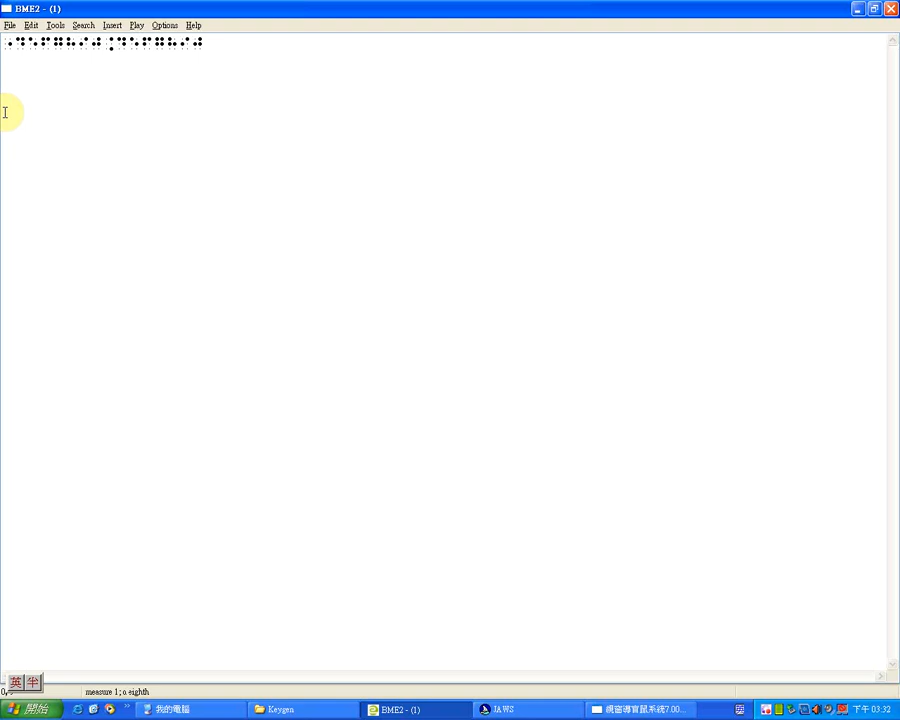 BME2 - (1)
File Edit Tools Search Insert Play Options Help
英 半
measure 1; o eighth
開始 我的電腦 Keygen BME2 - (1) JAWS 視窗導盲鼠系統7.00... 下午 03:32